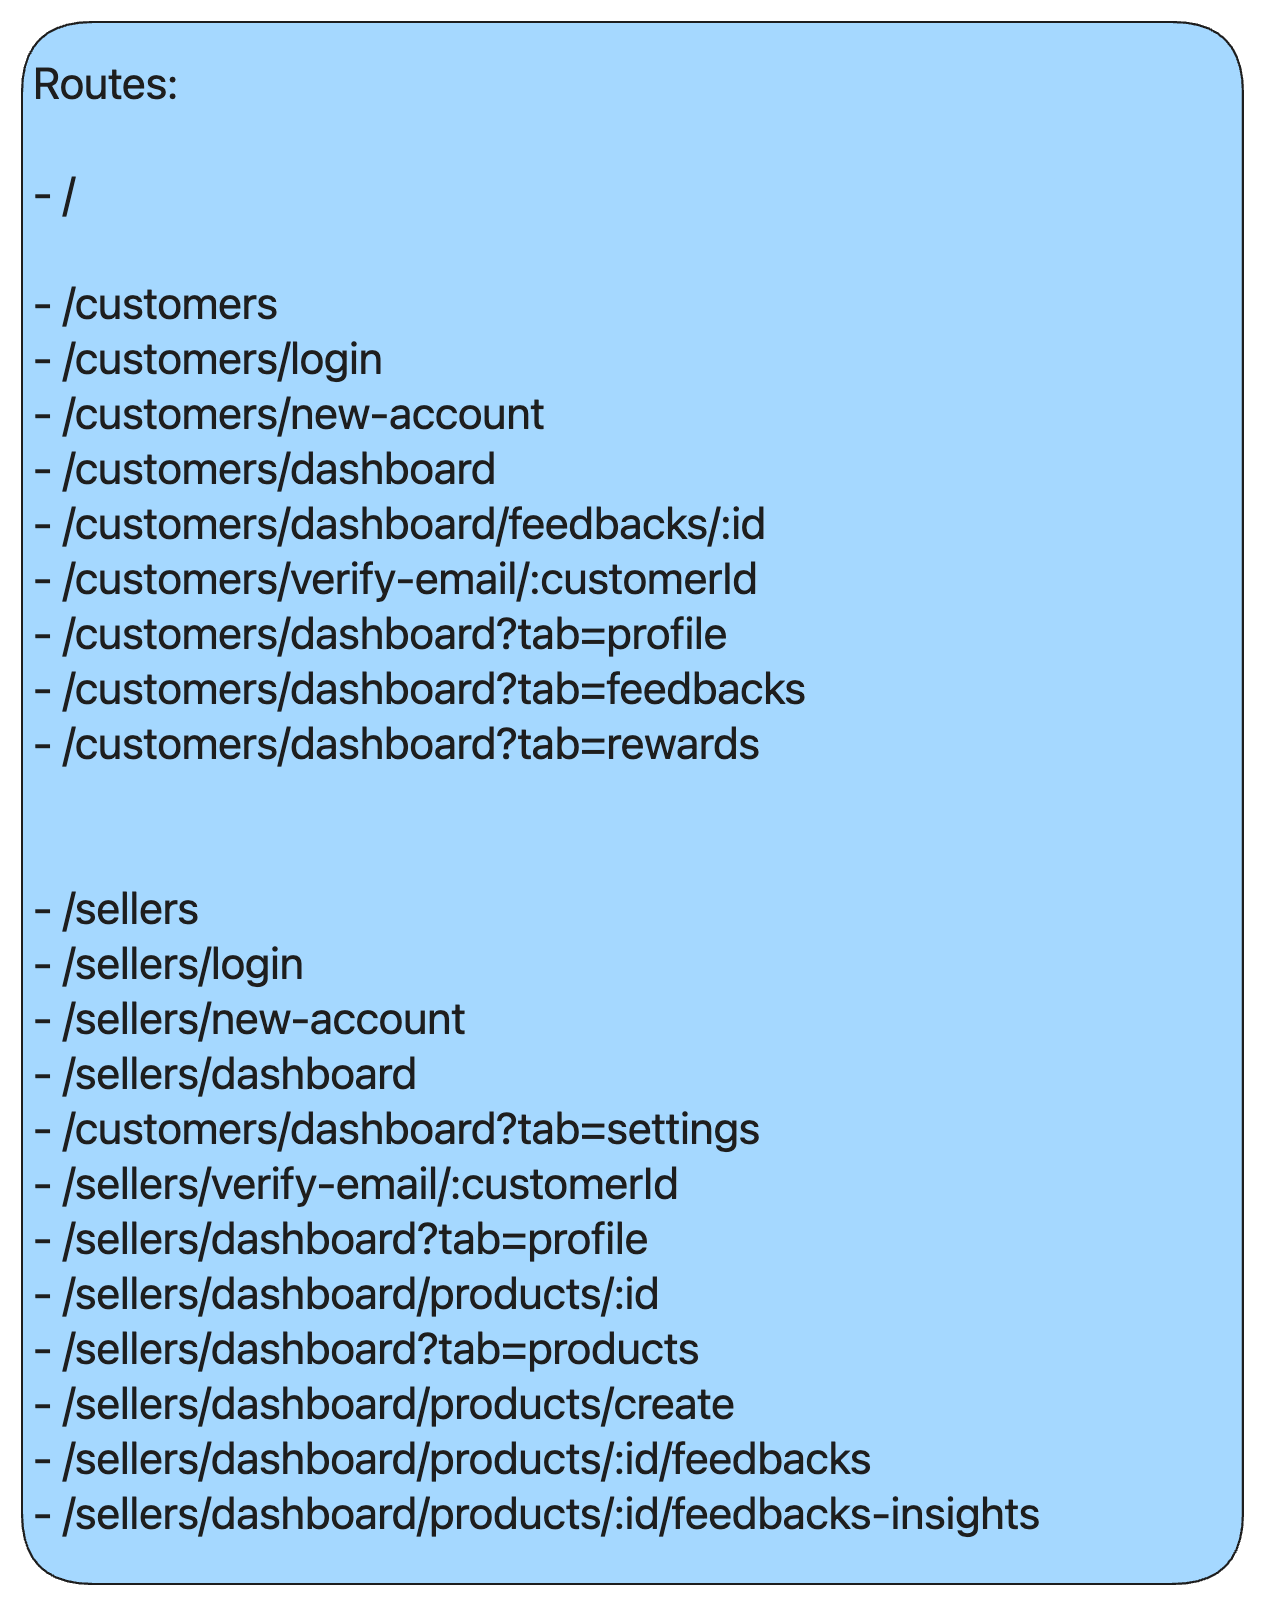 Routes:
- /
- /customers
- /customers/login
- /customers/new-account
- /customers/dashboard
- /customers/dashboard/feedbacks/:id
- /customers/verify-email/:customerId
- /customers/dashboard?tab=profile
- /customers/dashboard?tab=feedbacks
- /customers/dashboard?tab=rewards
- /sellers
- /sellers/login
- /sellers/new-account
- /sellers/dashboard
- /customers/dashboard?tab=settings
- /sellers/verify-email/:customerId
- /sellers/dashboard?tab=profile
- /sellers/dashboard/products/:id
- /sellers/dashboard?tab=products
- /sellers/dashboard/products/create
- /sellers/dashboard/products/:id/feedbacks
- /sellers/dashboard/products/:id/feedbacks-insights